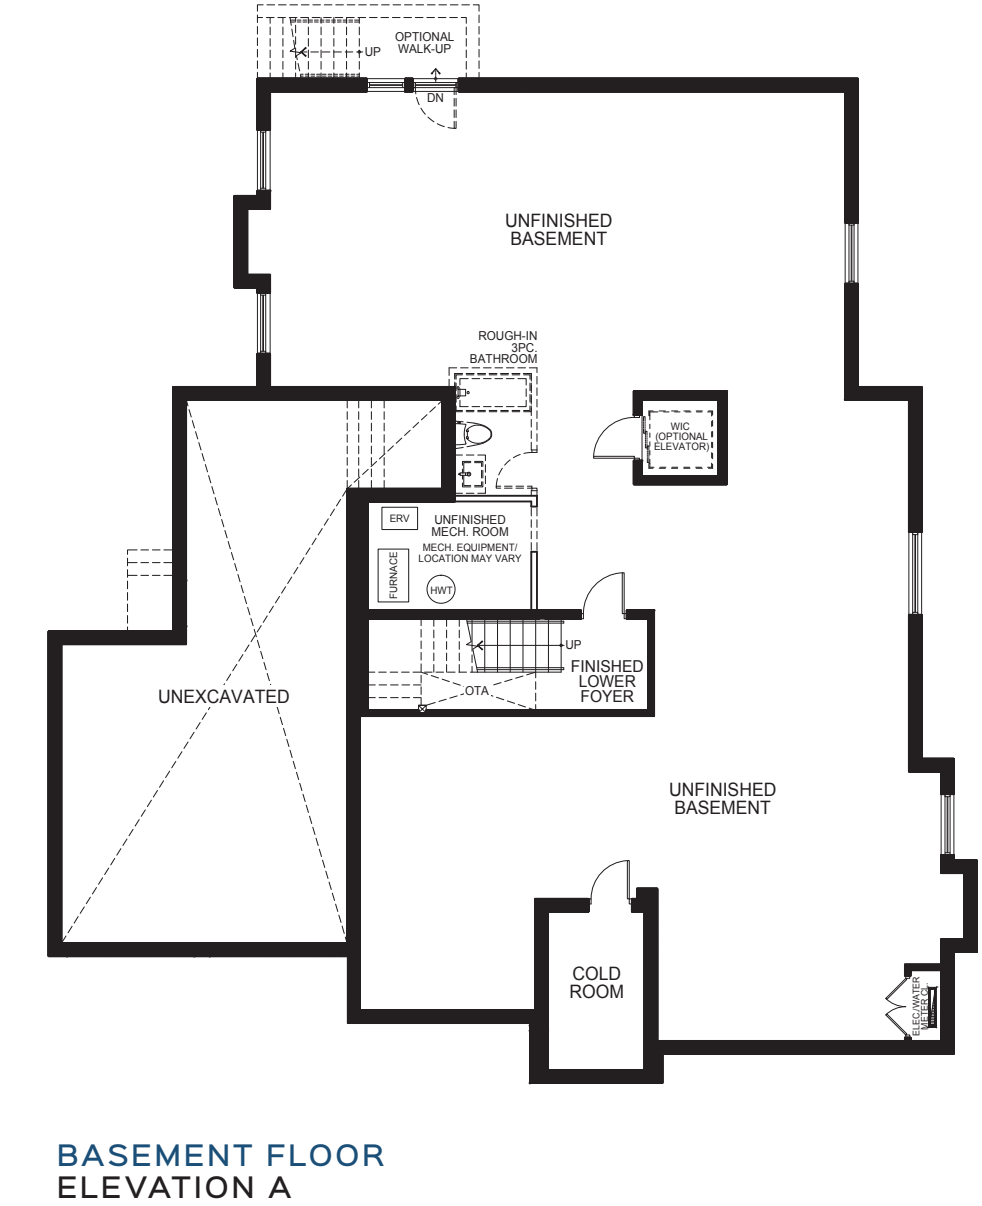 OPTIONAL
WALK-UP
UP
DN
UNFINISHED
BASEMENT
ROUGH-IN
3PC.
BATHROOM
WIC
(OPTIONAL
ELEVATOR)
ERV
UNFINISHED
MECH. ROOM
MECH. EQUIPMENT/
LOCATION MAY VARY
FURNACE
HWT
UP
FINISHED
LOWER
FOYER
OTA
UNEXCAVATED
UNFINISHED
BASEMENT
COLD
ROOM
ELEC./WATER
METER CL.
BASEMENT FLOOR
ELEVATION A